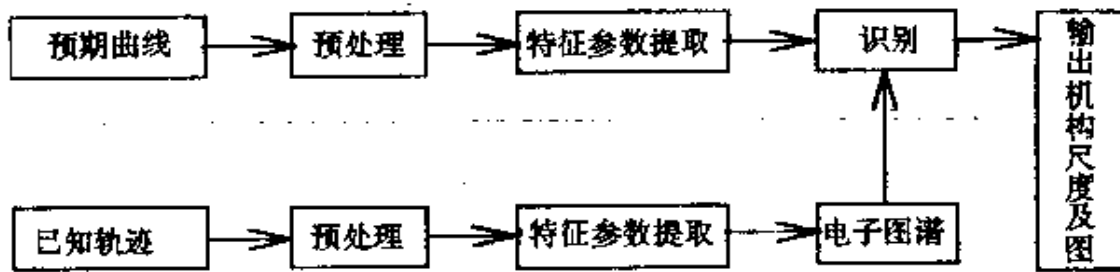 预期曲线
预处理
特征参数提取
识别
输出机构尺度及图
已知轨迹
预处理
特征参数提取
电子图谱